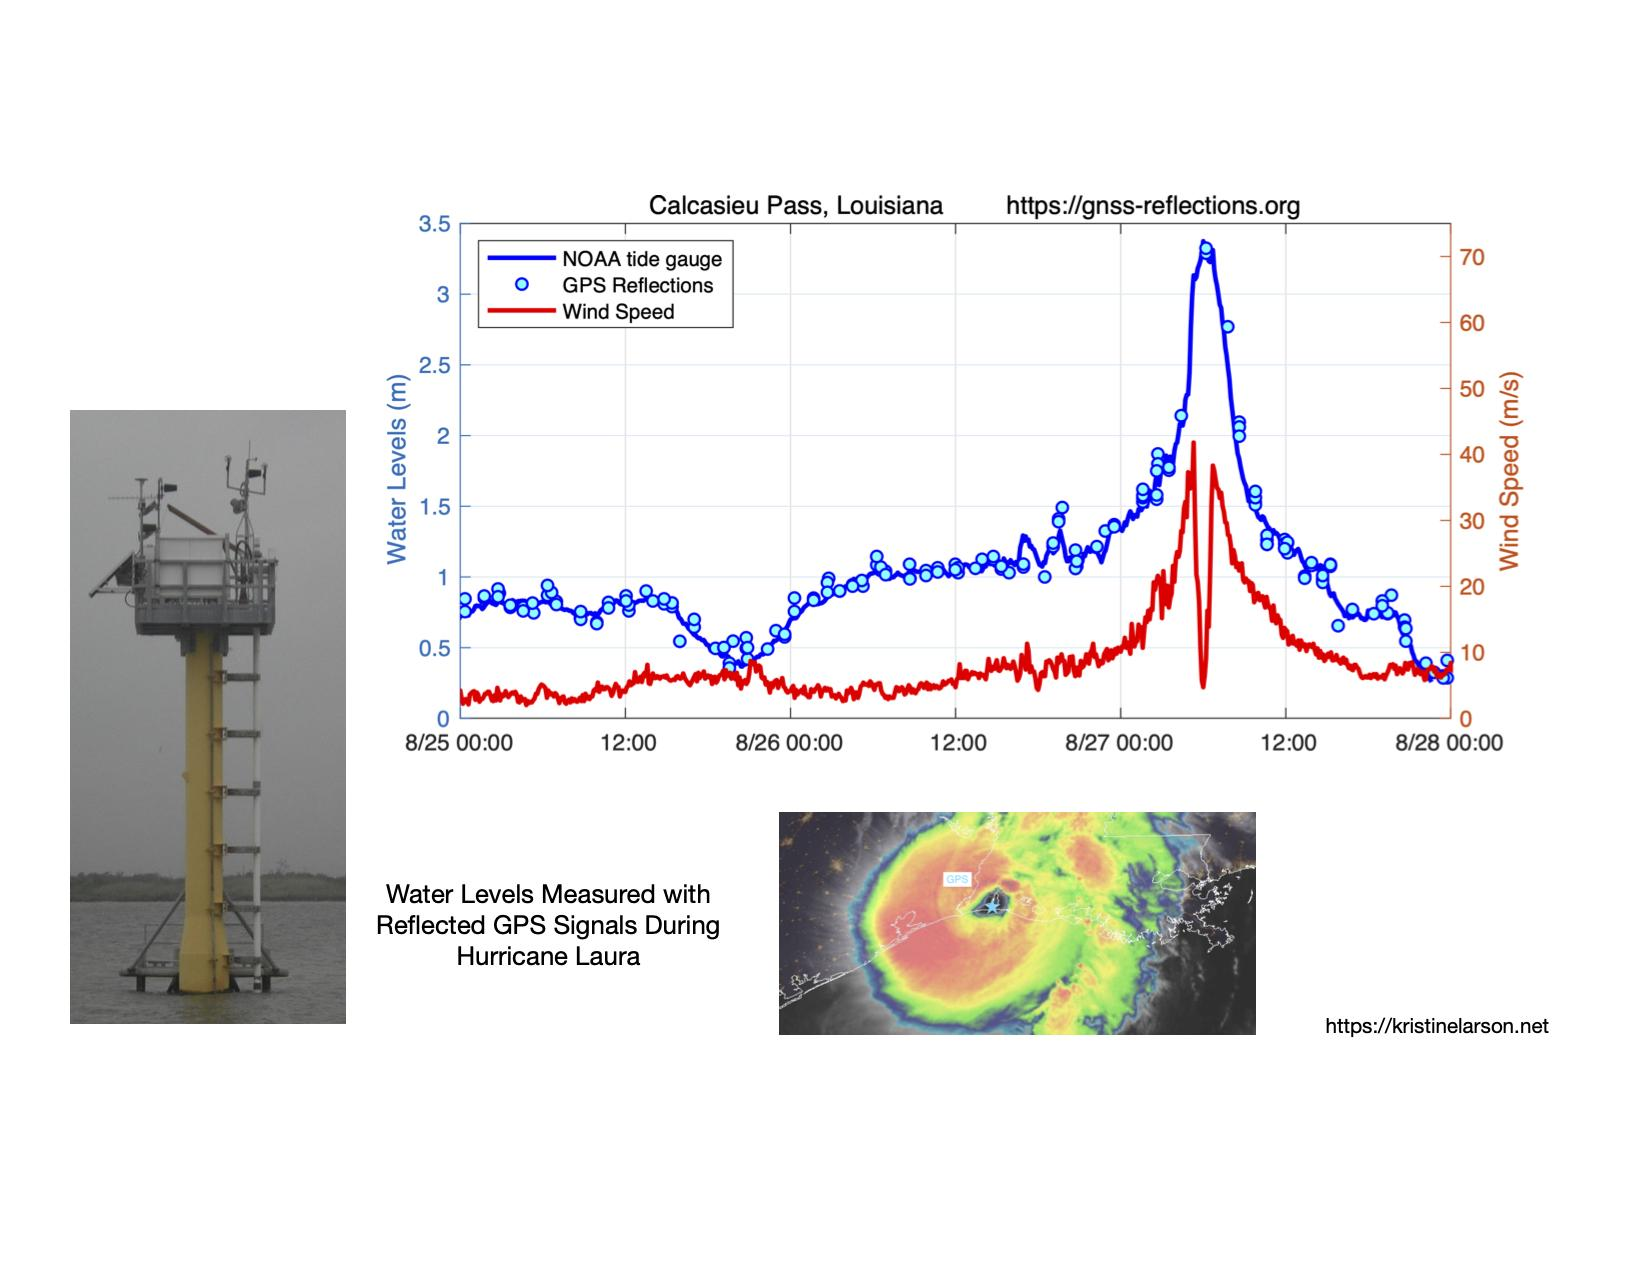 Calcasieu Pass, Louisiana https://gnss-reflections.org
NOAA tide gauge
GPS Reflections
Wind Speed
Water Levels (m)
3.5
3
2.5
2
1.5
1
0.5
0
70
60
50
40
30
20
10
0
Wind Speed (m/s)
8/25 00:00 12:00 8/26 00:00 12:00 8/27 00:00 12:00 8/28 00:00
Water Levels Measured with
Reflected GPS Signals During
Hurricane Laura
GPS
https://kristinelarson.net